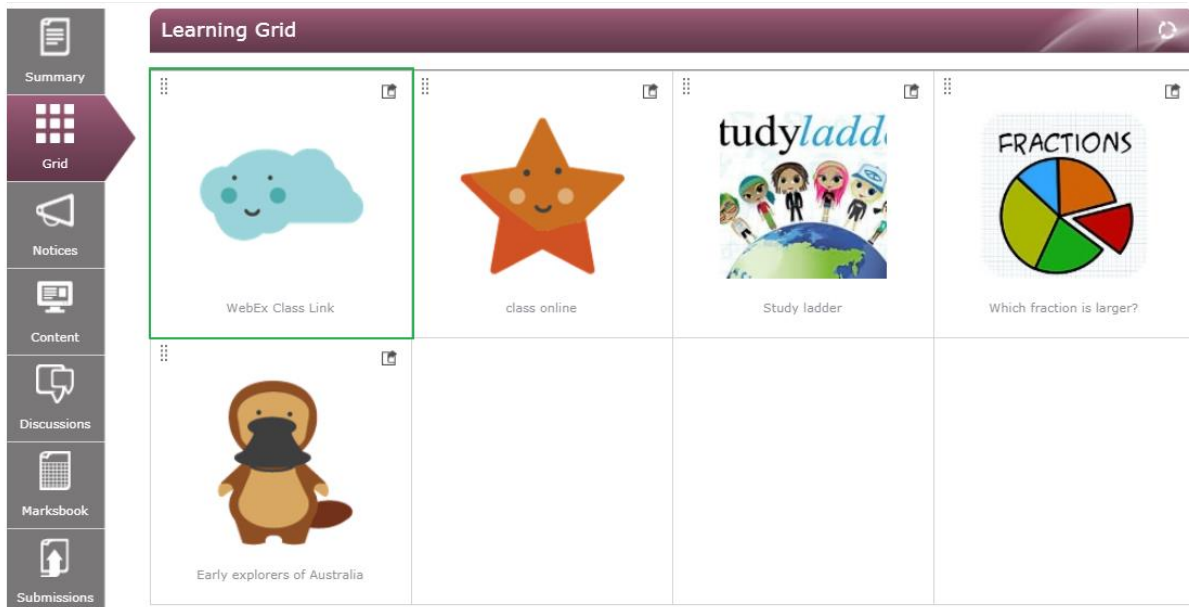 Learning Grid
Summary
Grid
Notices
Content
Discussions
Marksbook
Submissions
WebEx Class Link
class online
tudyladd
Study ladder
FRACTIONS
Which fraction is larger?
Early explorers of Australia